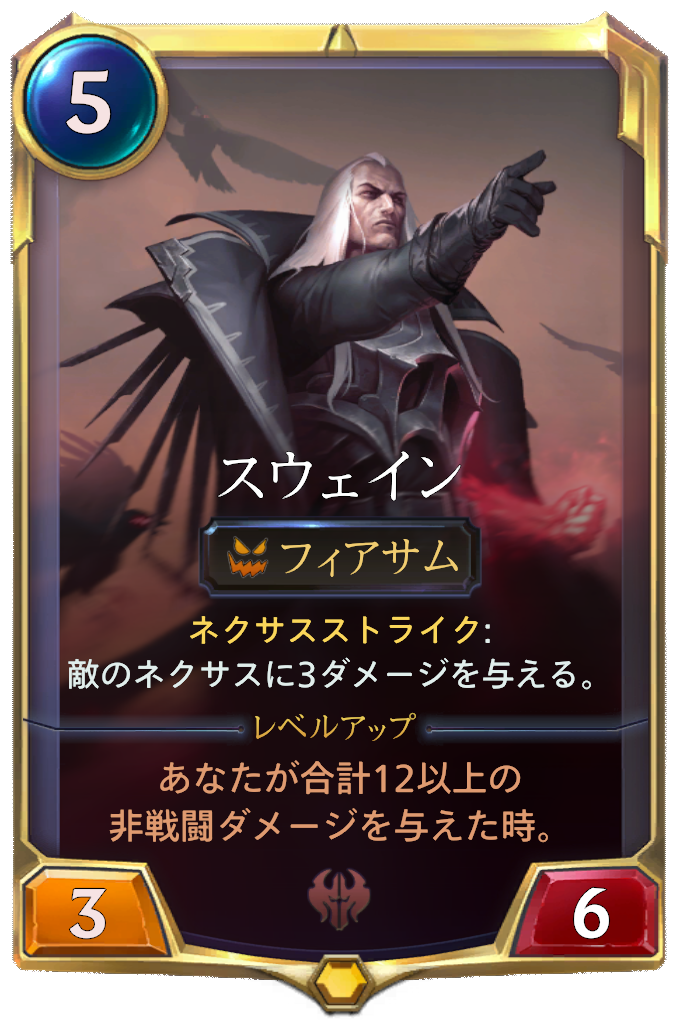 5
スウェイン
フィアサム
ネクサスストライク:
敵のネクサスに3ダメージを与える。
レベルアップ
あなたが合計12以上の
非戦闘ダメージを与えた時。
3
6